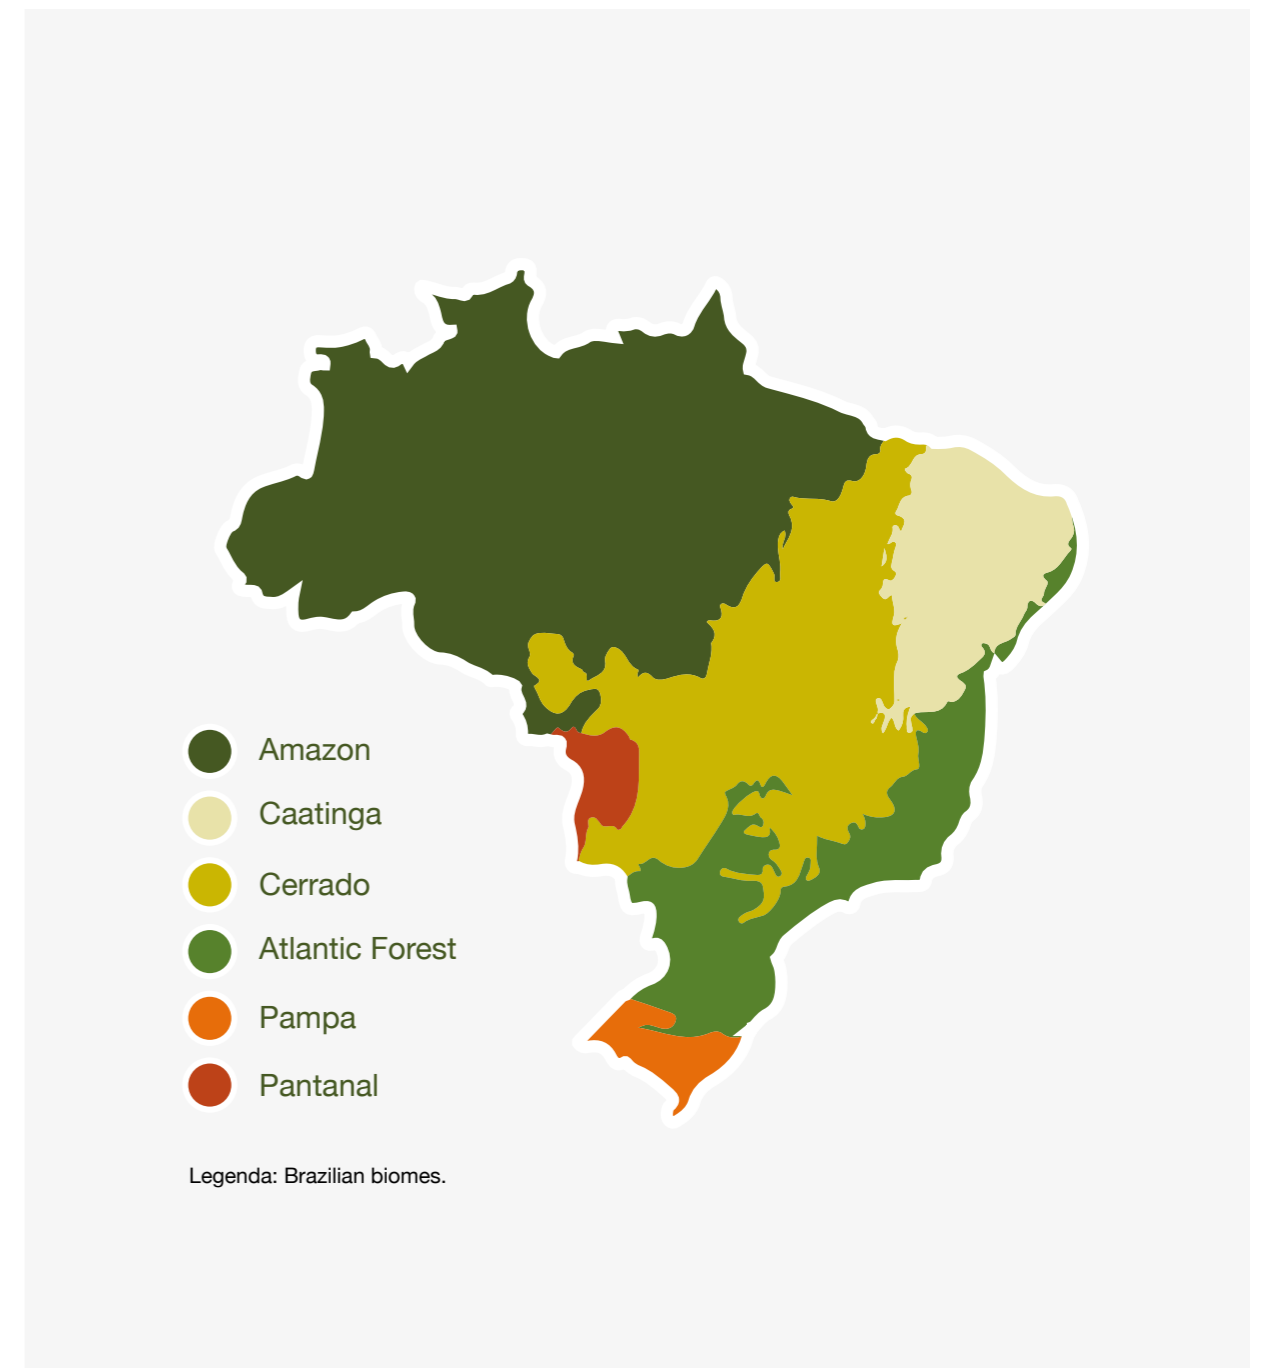 Amazon
Caatinga
Cerrado
Atlantic Forest
Pampa
Pantanal
Legenda: Brazilian biomes.